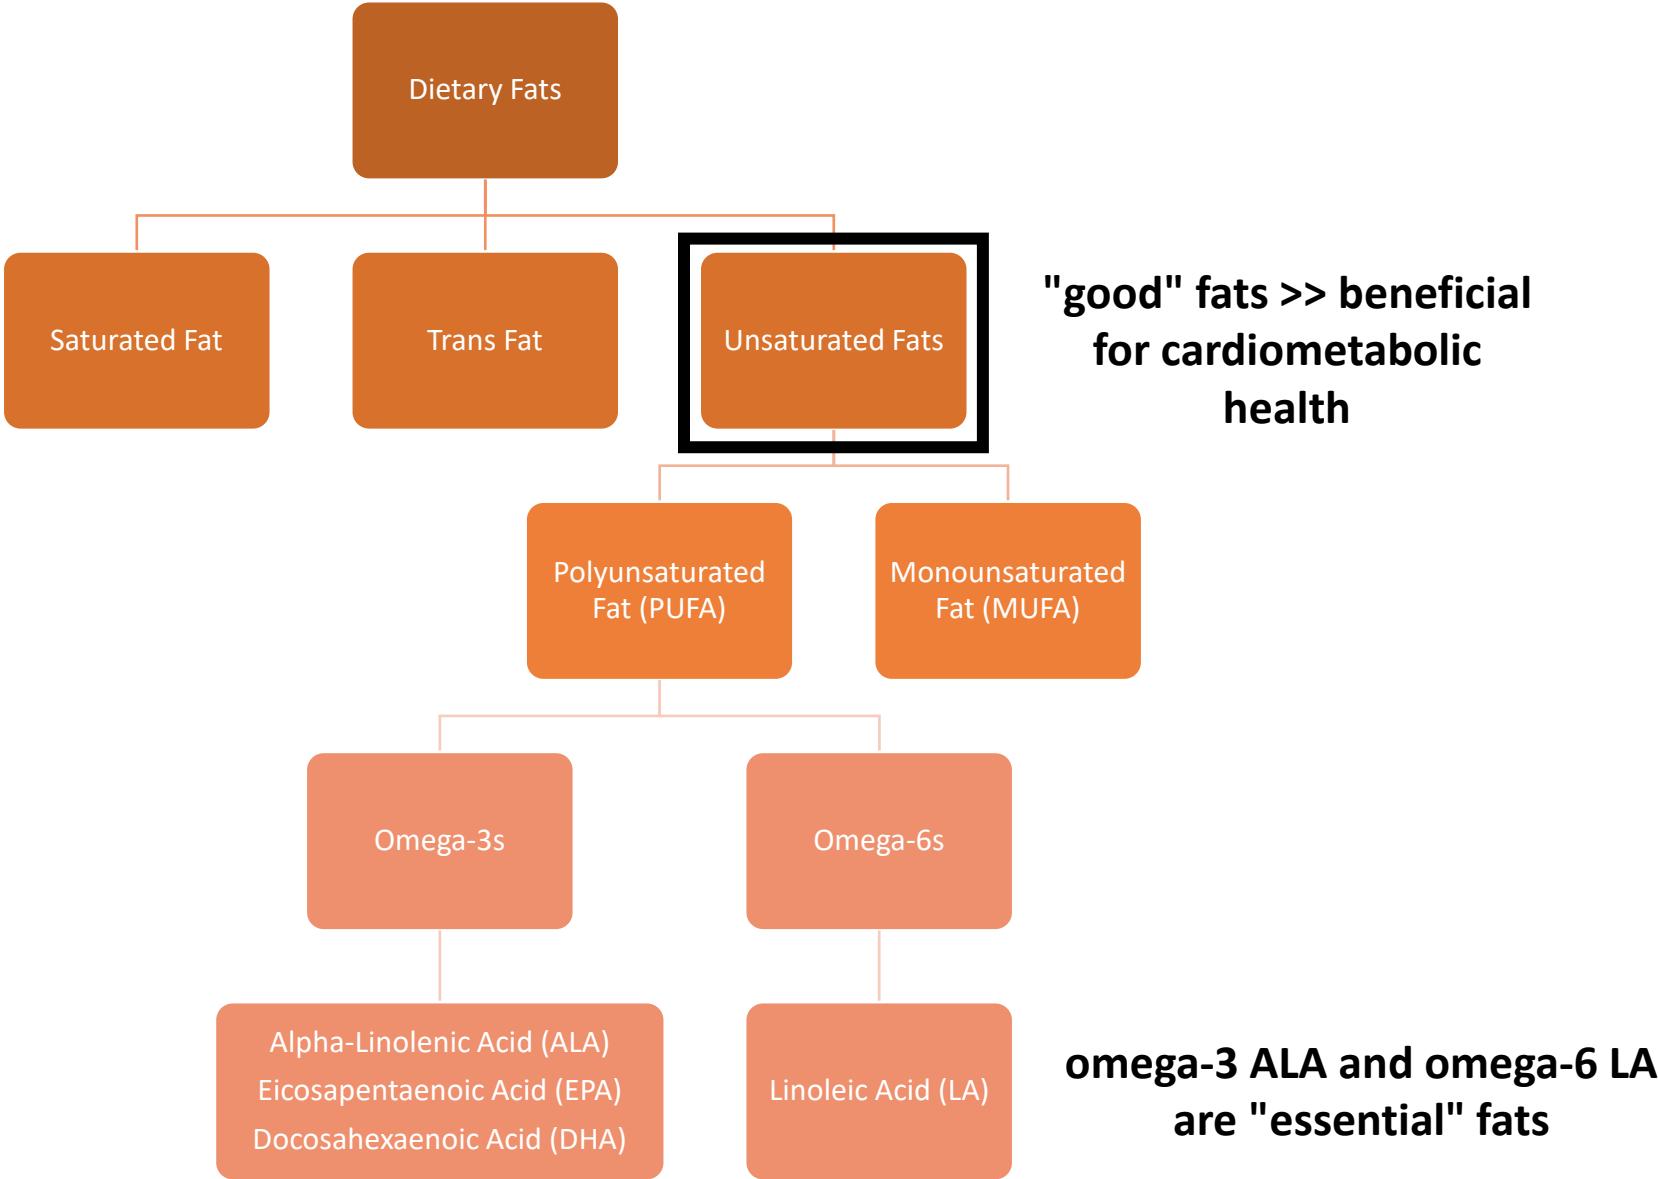 Dietary Fats
Saturated Fat
Trans Fat
Unsaturated Fats
"good" fats >> beneficial
for cardiometabolic
health
Polyunsaturated
Fat (PUFA)
Monounsaturated
Fat (MUFA)
Omega-3s
Omega-6s
Alpha-Linolenic Acid (ALA)
Eicosapentaenoic Acid (EPA)
Docosahexaenoic Acid (DHA)
Linoleic Acid (LA)
omega-3 ALA and omega-6 LA
are "essential" fats